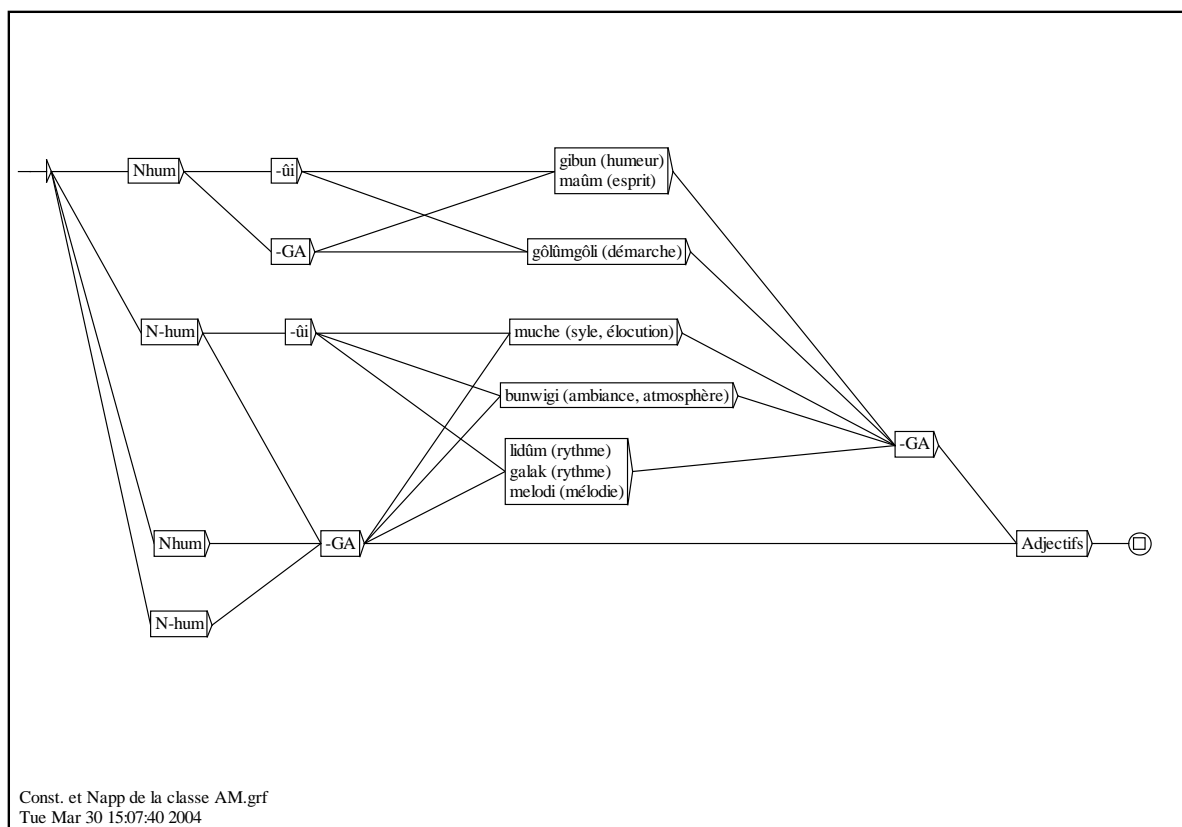 Nhum
-ûi
gibun (humeur)
maûm (esprit)
-GA
gôlûmgôli (démarche)
N-hum
-ûi
muche (syle, élocution)
bunwigi (ambiance, atmosphère)
-GA
lidûm (rythme)
galak (rythme)
melodi (mélodie)
Nhum
-GA
Adjectifs
N-hum
Const. et Napp de la classe AM.grf
Tue Mar 30 15:07:40 2004